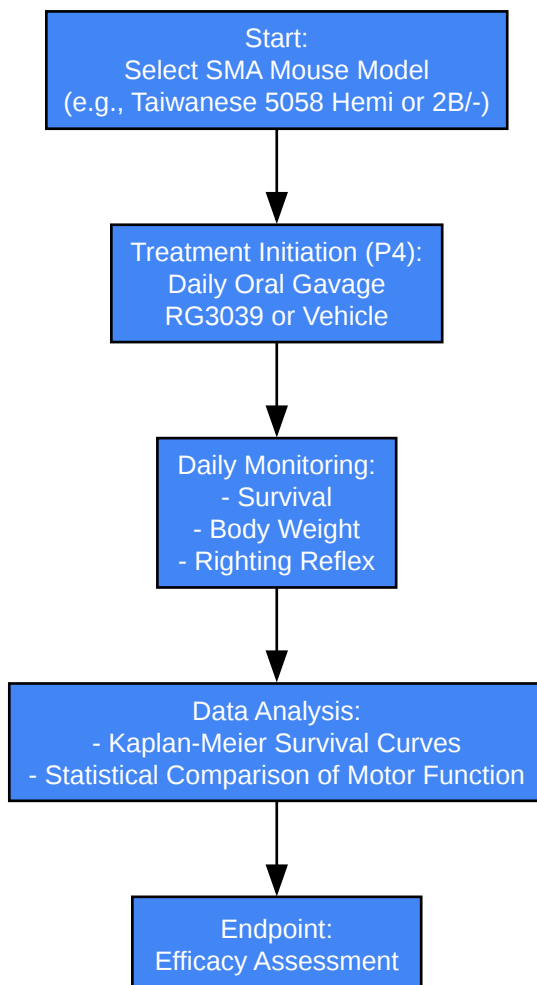 Start:
Select SMA Mouse Model
(e.g., Taiwanese 5058 Hemi or 2B/-)
Treatment Initiation (P4):
Daily Oral Gavage
RG3039 or Vehicle
Daily Monitoring:
- Survival
- Body Weight
- Righting Reflex
Data Analysis:
- Kaplan-Meier Survival Curves
- Statistical Comparison of Motor Function
Endpoint:
Efficacy Assessment